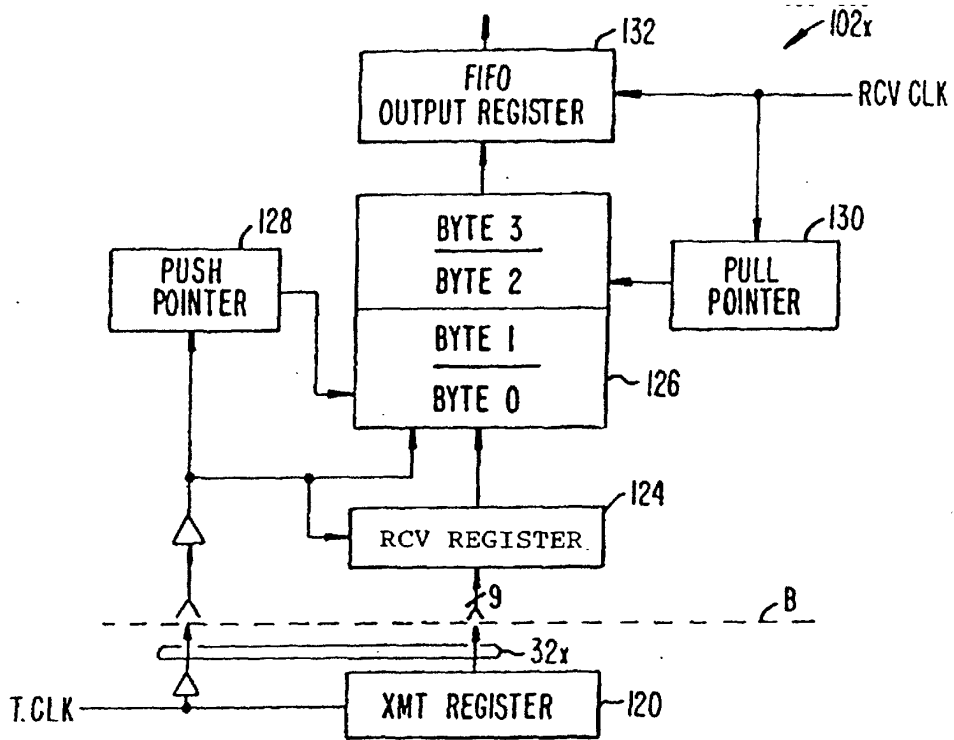 102x
132
FIFO
OUTPUT REGISTER
RCV CLK
128
PUSH
POINTER
BYTE 3
BYTE 2
BYTE 1
BYTE 0
130
PULL
POINTER
126
124
RCV REGISTER
9
B
32x
T. CLK
XMT REGISTER
120